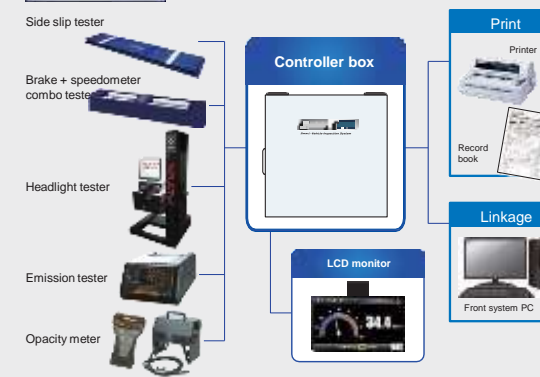 Side slip tester
Brake + speedometer
combo tester
Headlight tester
Emission tester
Opacity meter
Controller box
LCD monitor
34.4
Print
Printer
Record
book
Linkage
Front system PC